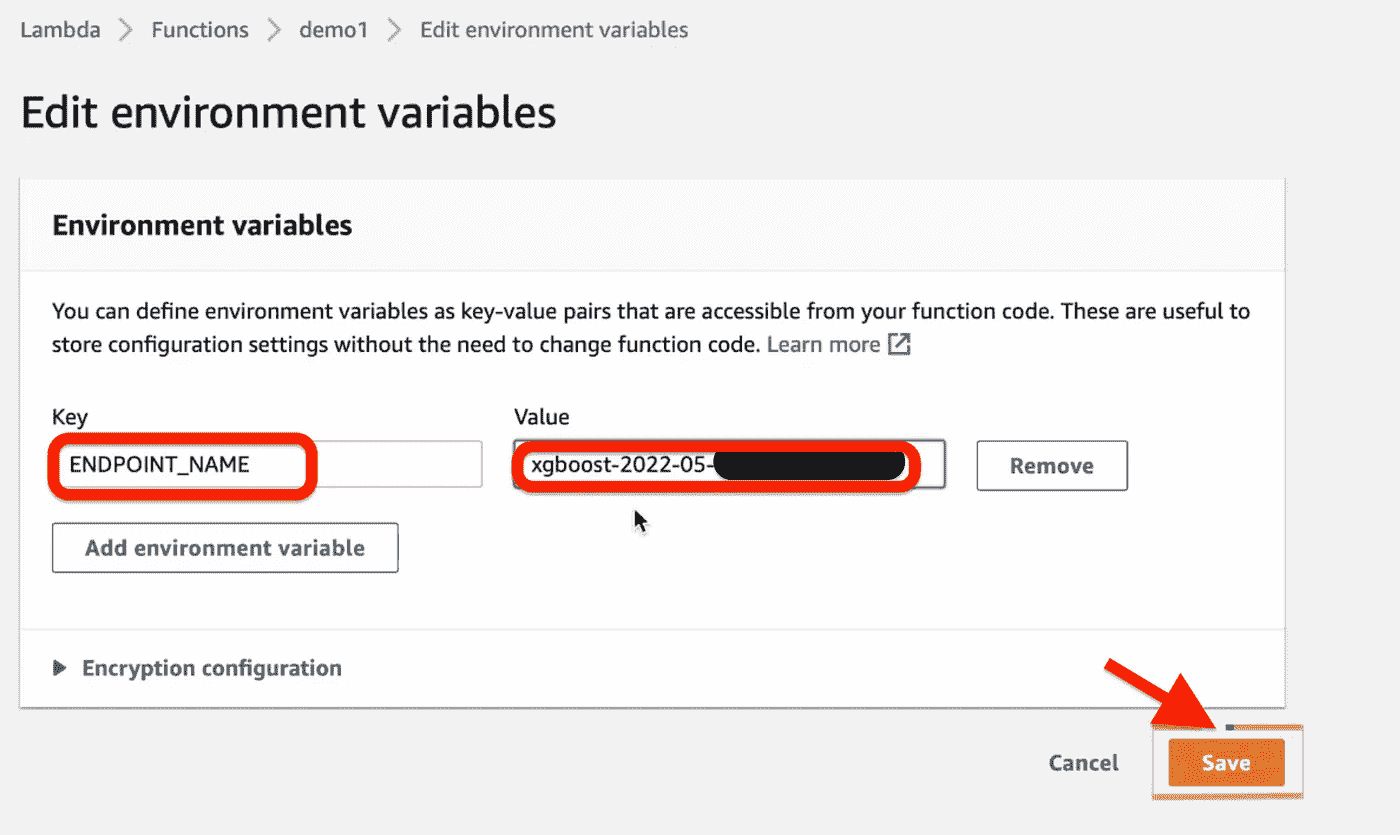 Lambda > Functions > demo1 > Edit environment variables
Edit environment variables
Environment variables
You can define environment variables as key-value pairs that are accessible from your function code. These are useful to
store configuration settings without the need to change function code. Learn more
Key Value
ENDPOINT_NAME xgboost-2022-05- Remove
Add environment variable
Encryption configuration
Cancel Save